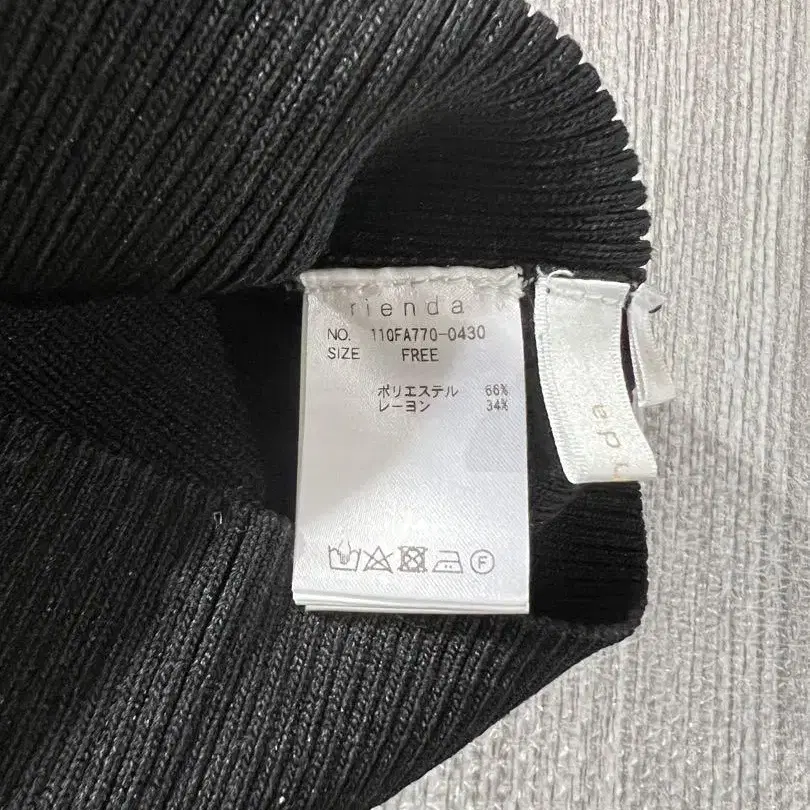 rienda
NO. 110FA770-0430
SIZE FREE
ポリエステル 66%
レーヨン 34%
F